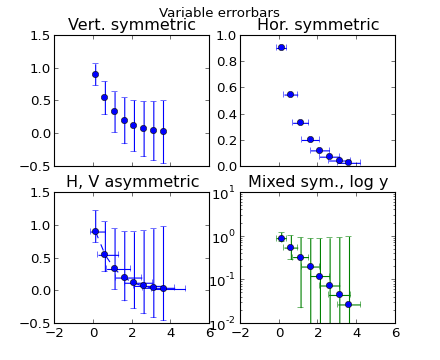 Variable errorbars
Vert. symmetric Hor. symmetric
1.5 1.0
1.0 0.8
0.5 0.6
0.0 0.4
−0.5 0.2
0.0
H, V asymmetric Mixed sym., log y
1.5 10¹
1.0 10⁰
0.5 10⁻¹
0.0 10⁻²
−0.5
−2 0 2 4 6 −2 0 2 4 6